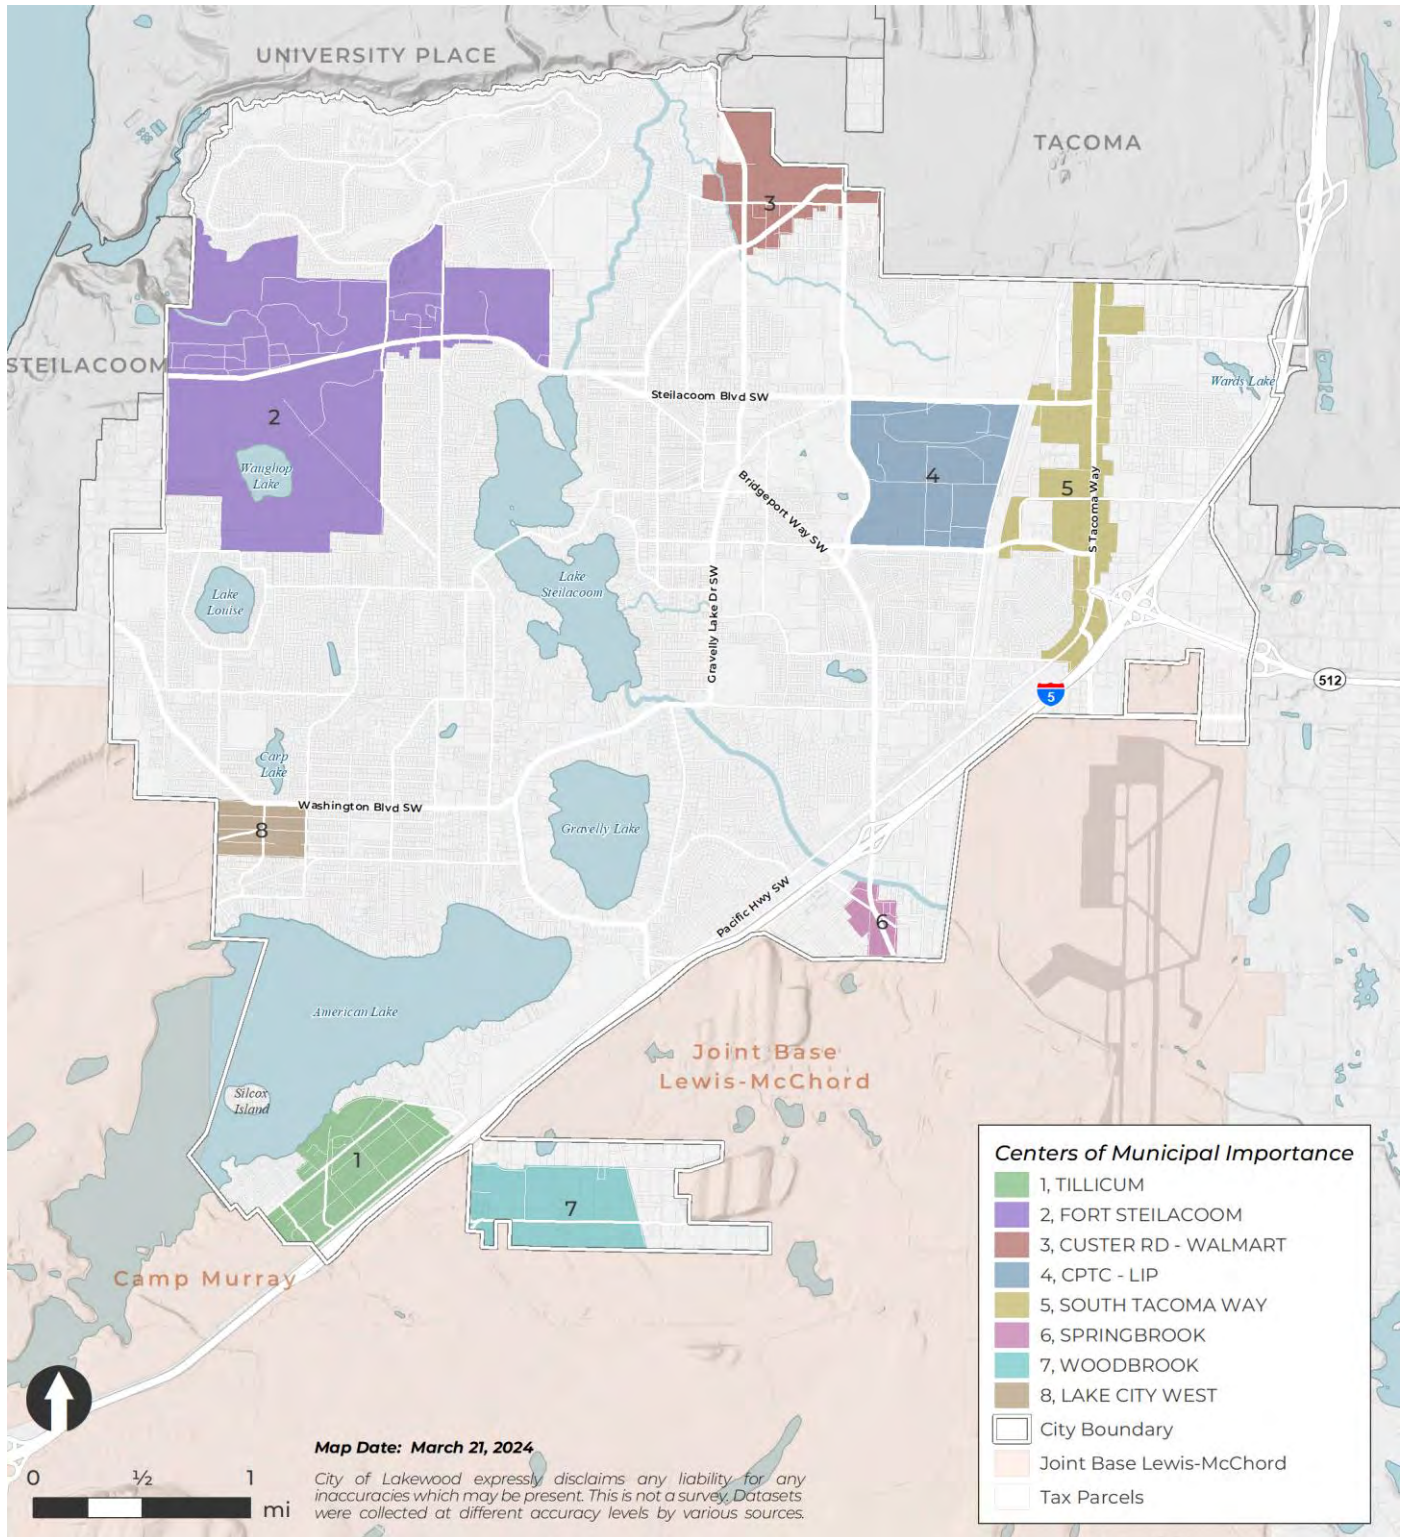 UNIVERSITY PLACE
TACOMA
3
STEILACOOM
Wards Lake
Steilacoom Blvd SW
2
Waughop
Lake
4
5
Bridgeport Way SW
S Tacoma Way
Lake
Steilacoom
Lake
Louise
Gravelly Lake Dr SW
512
5
Carp
Lake
Washington Blvd SW
8
Gravelly Lake
Pacific Hwy SW
6
American Lake
Joint Base
Lewis-McChord
Silcox
Island
1
7
Camp Murray
Centers of Municipal Importance
1, TILLICUM
2, FORT STEILACOOM
3, CUSTER RD - WALMART
4, CPTC - LIP
5, SOUTH TACOMA WAY
6, SPRINGBROOK
7, WOODBROOK
8, LAKE CITY WEST
City Boundary
Joint Base Lewis-McChord
Tax Parcels
0 ½ 1
mi
Map Date: March 21, 2024
City of Lakewood expressly disclaims any liability for any
inaccuracies which may be present. This is not a survey. Datasets
were collected at different accuracy levels by various sources.